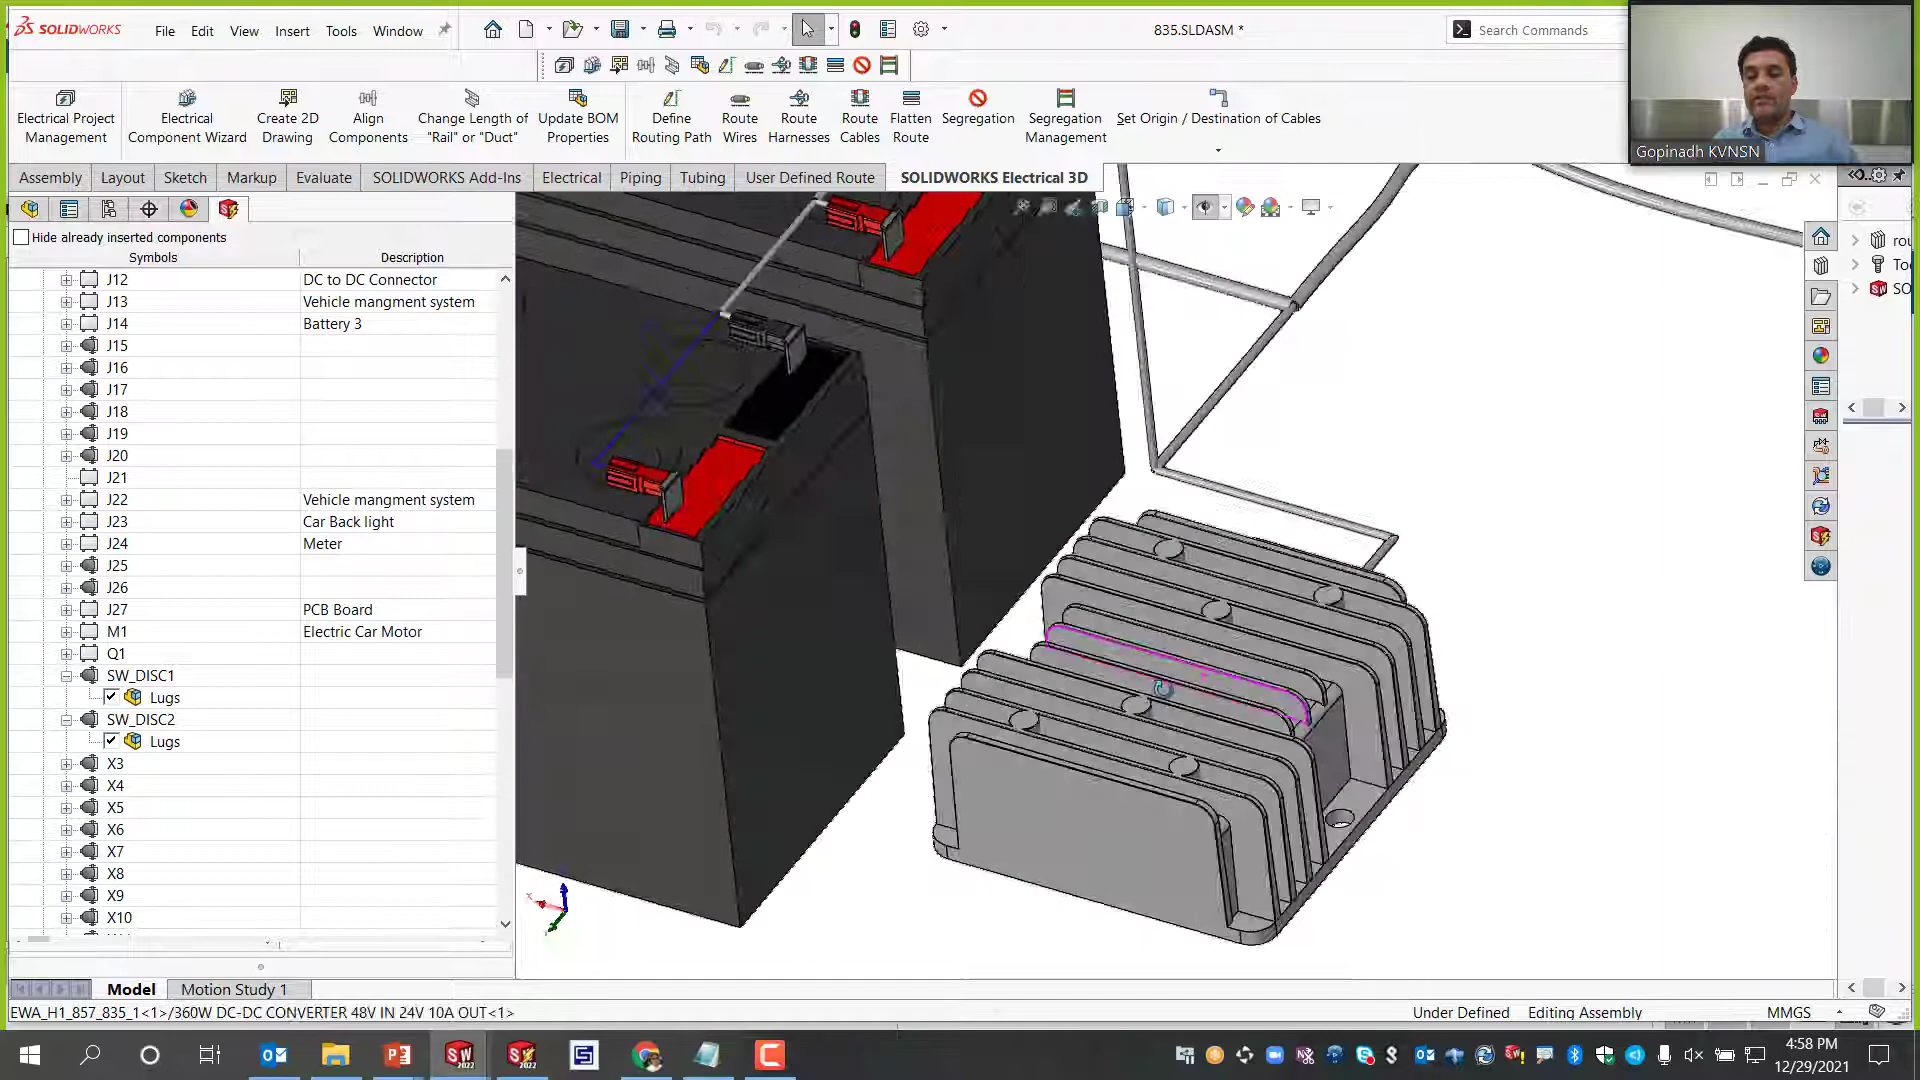 SOLIDWORKS
File Edit View Insert Tools Window
835.SLDASM *
Search Commands
Electrical Project Management
Electrical Component Wizard
Create 2D Drawing
Align Components
Change Length of "Rail" or "Duct"
Update BOM Properties
Define Routing Path
Route Wires
Route Harnesses
Route Cables
Flatten Route
Segregation
Segregation Management
Set Origin / Destination of Cables
Gopinadh KVNSN
Assembly Layout Sketch Markup Evaluate SOLIDWORKS Add-Ins Electrical Piping Tubing User Defined Route SOLIDWORKS Electrical 3D
Hide already inserted components
Symbols Description
J12 DC to DC Connector
J13 Vehicle mangment system
J14 Battery 3
J15
J16
J17
J18
J19
J20
J21
J22 Vehicle mangment system
J23 Car Back light
J24 Meter
J25
J26
J27 PCB Board
M1 Electric Car Motor
Q1
SW_DISC1
Lugs
SW_DISC2
Lugs
X3
X4
X5
X6
X7
X8
X9
X10
rou
Too
SO
Model Motion Study 1
EWA_H1_857_835_1<1>/360W DC-DC CONVERTER 48V IN 24V 10A OUT<1>
Under Defined Editing Assembly MMGS
4:58 PM
12/29/2021